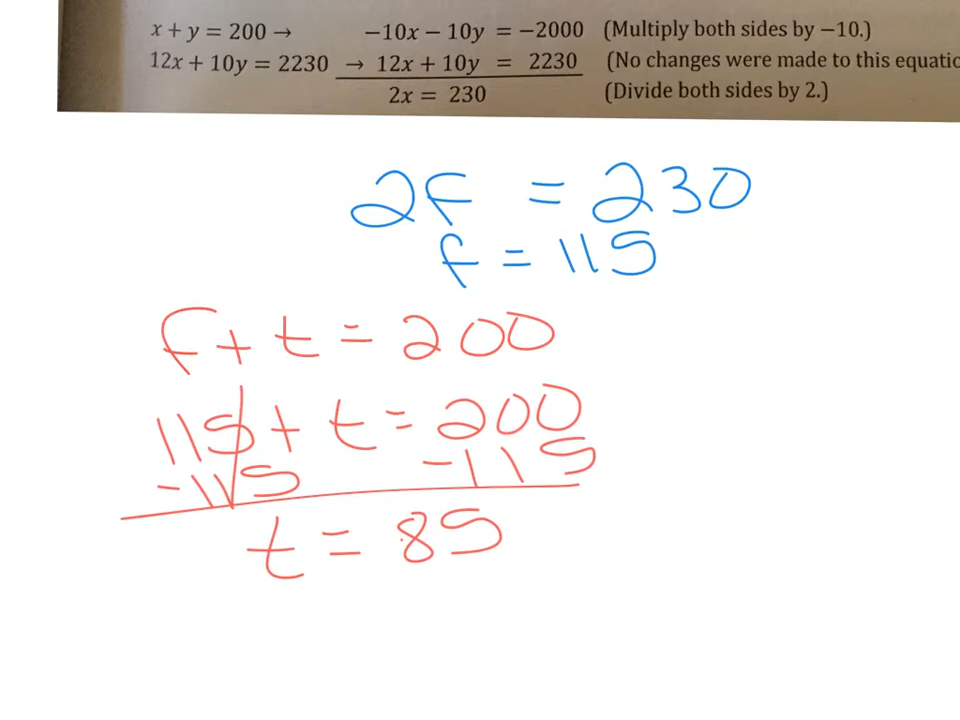 x + y = 200 → −10x − 10y = −2000 (Multiply both sides by −10.)
12x + 10y = 2230 → 12x + 10y = 2230 (No changes were made to this equatio
2x = 230 (Divide both sides by 2.)
2f = 230
f = 115
f + t = 200
115 + t = 200
-115 -115
t = 85